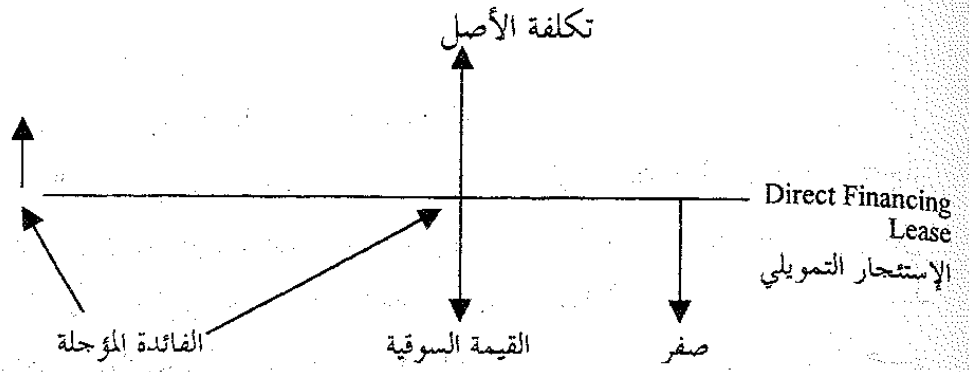 تكلفة الأصل
Direct Financing
Lease
الإستئجار التمويلي
صفر
القيمة السوقية
الفائدة المؤجلة